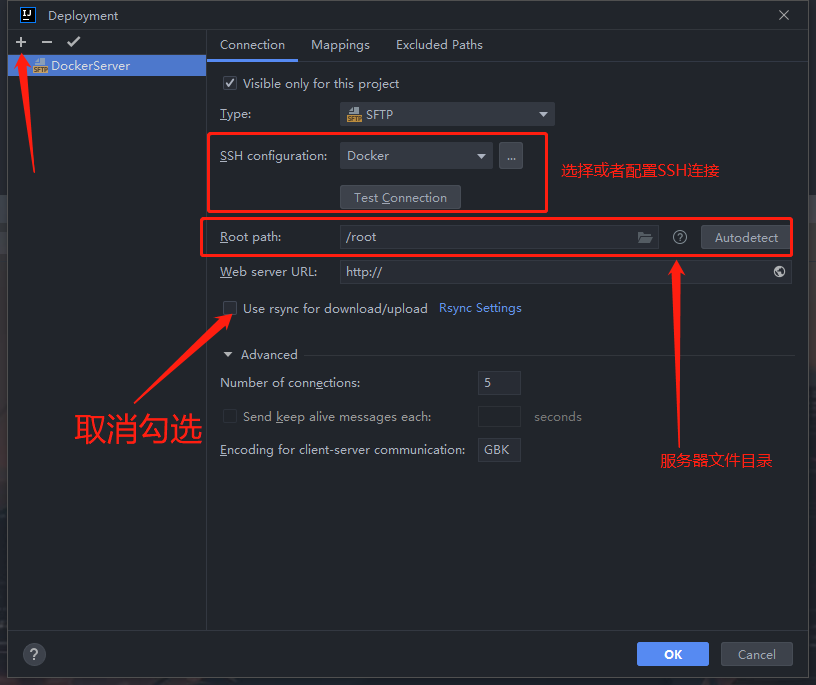 Deployment
Connection Mappings Excluded Paths
SFTP DockerServer
Visible only for this project
Type: SFTP SFTP
SSH configuration: Docker ...
选择或者配置SSH连接
Test Connection
Root path: /root Autodetect
Web server URL: http://
Use rsync for download/upload Rsync Settings
Advanced
Number of connections: 5
取消勾选
Send keep alive messages each: seconds
Encoding for client-server communication: GBK
服务器文件目录
? OK Cancel